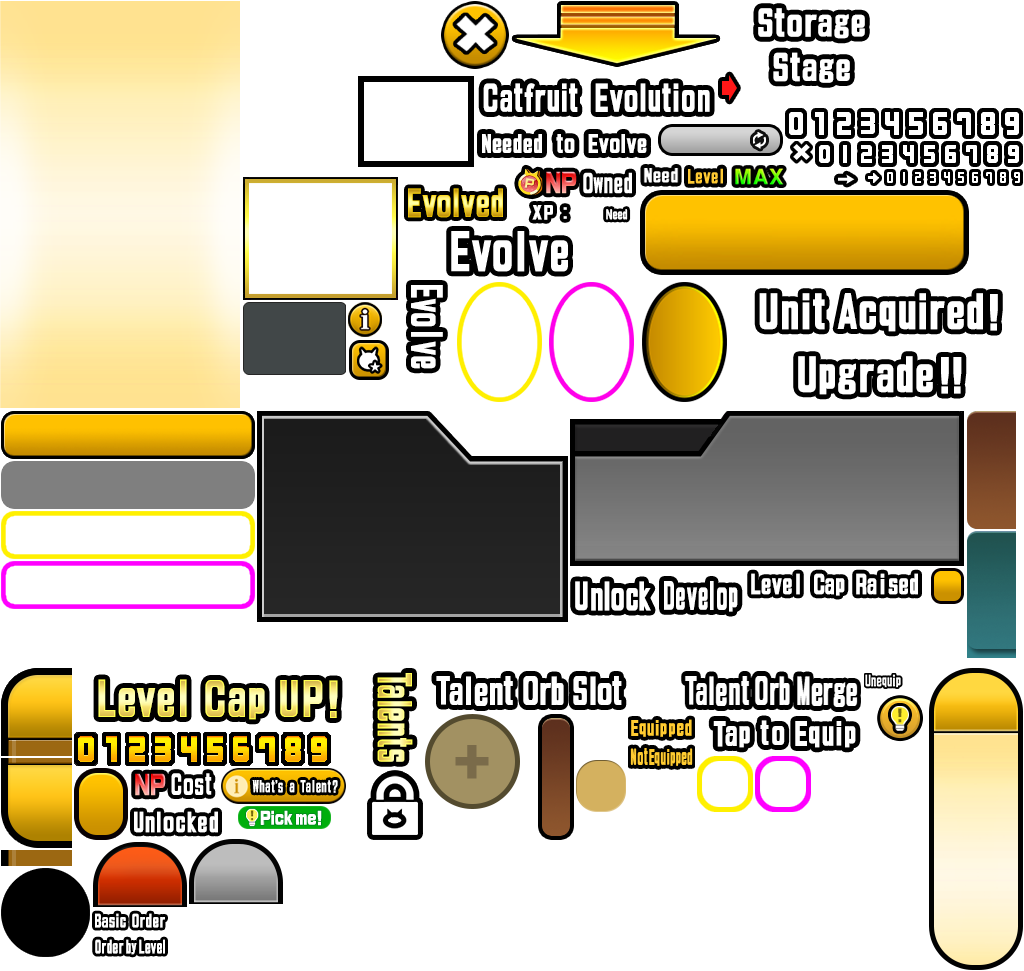 Storage
Stage
Catfruit Evolution
Needed to Evolve
0123456789
×0123456789
0123456789
NP Owned
Need Level MAX
Evolved
XP :
Need
Evolve
Evolve
i
Unit Acquired!
Upgrade!!
Unlock Develop
Level Cap Raised
Level Cap UP!
0123456789
NP Cost
i What's a Talent?
Unlocked
Pick me!
Talents
Talent Orb Slot
Talent Orb Merge
Unequip
Equipped
Tap to Equip
Not Equipped
Basic Order
Order by Level